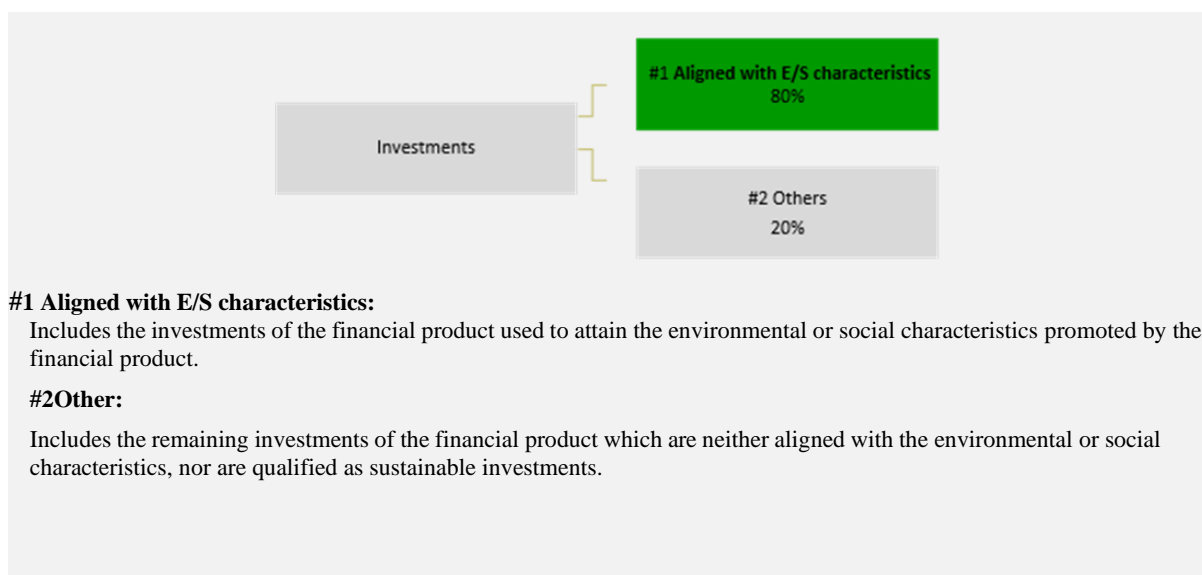 #1 Aligned with E/S characteristics
80%
Investments
#2 Others
20%
#1 Aligned with E/S characteristics:
Includes the investments of the financial product used to attain the environmental or social characteristics promoted by the
financial product.
#2Other:
Includes the remaining investments of the financial product which are neither aligned with the environmental or social
characteristics, nor are qualified as sustainable investments.